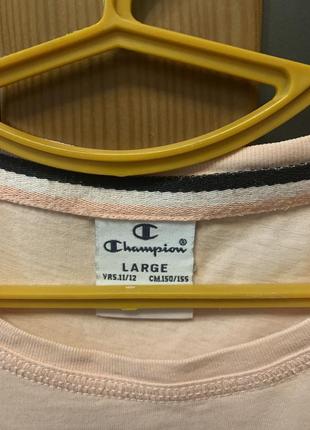 Champion®
LARGE
YRS.11/12 CM.150/155